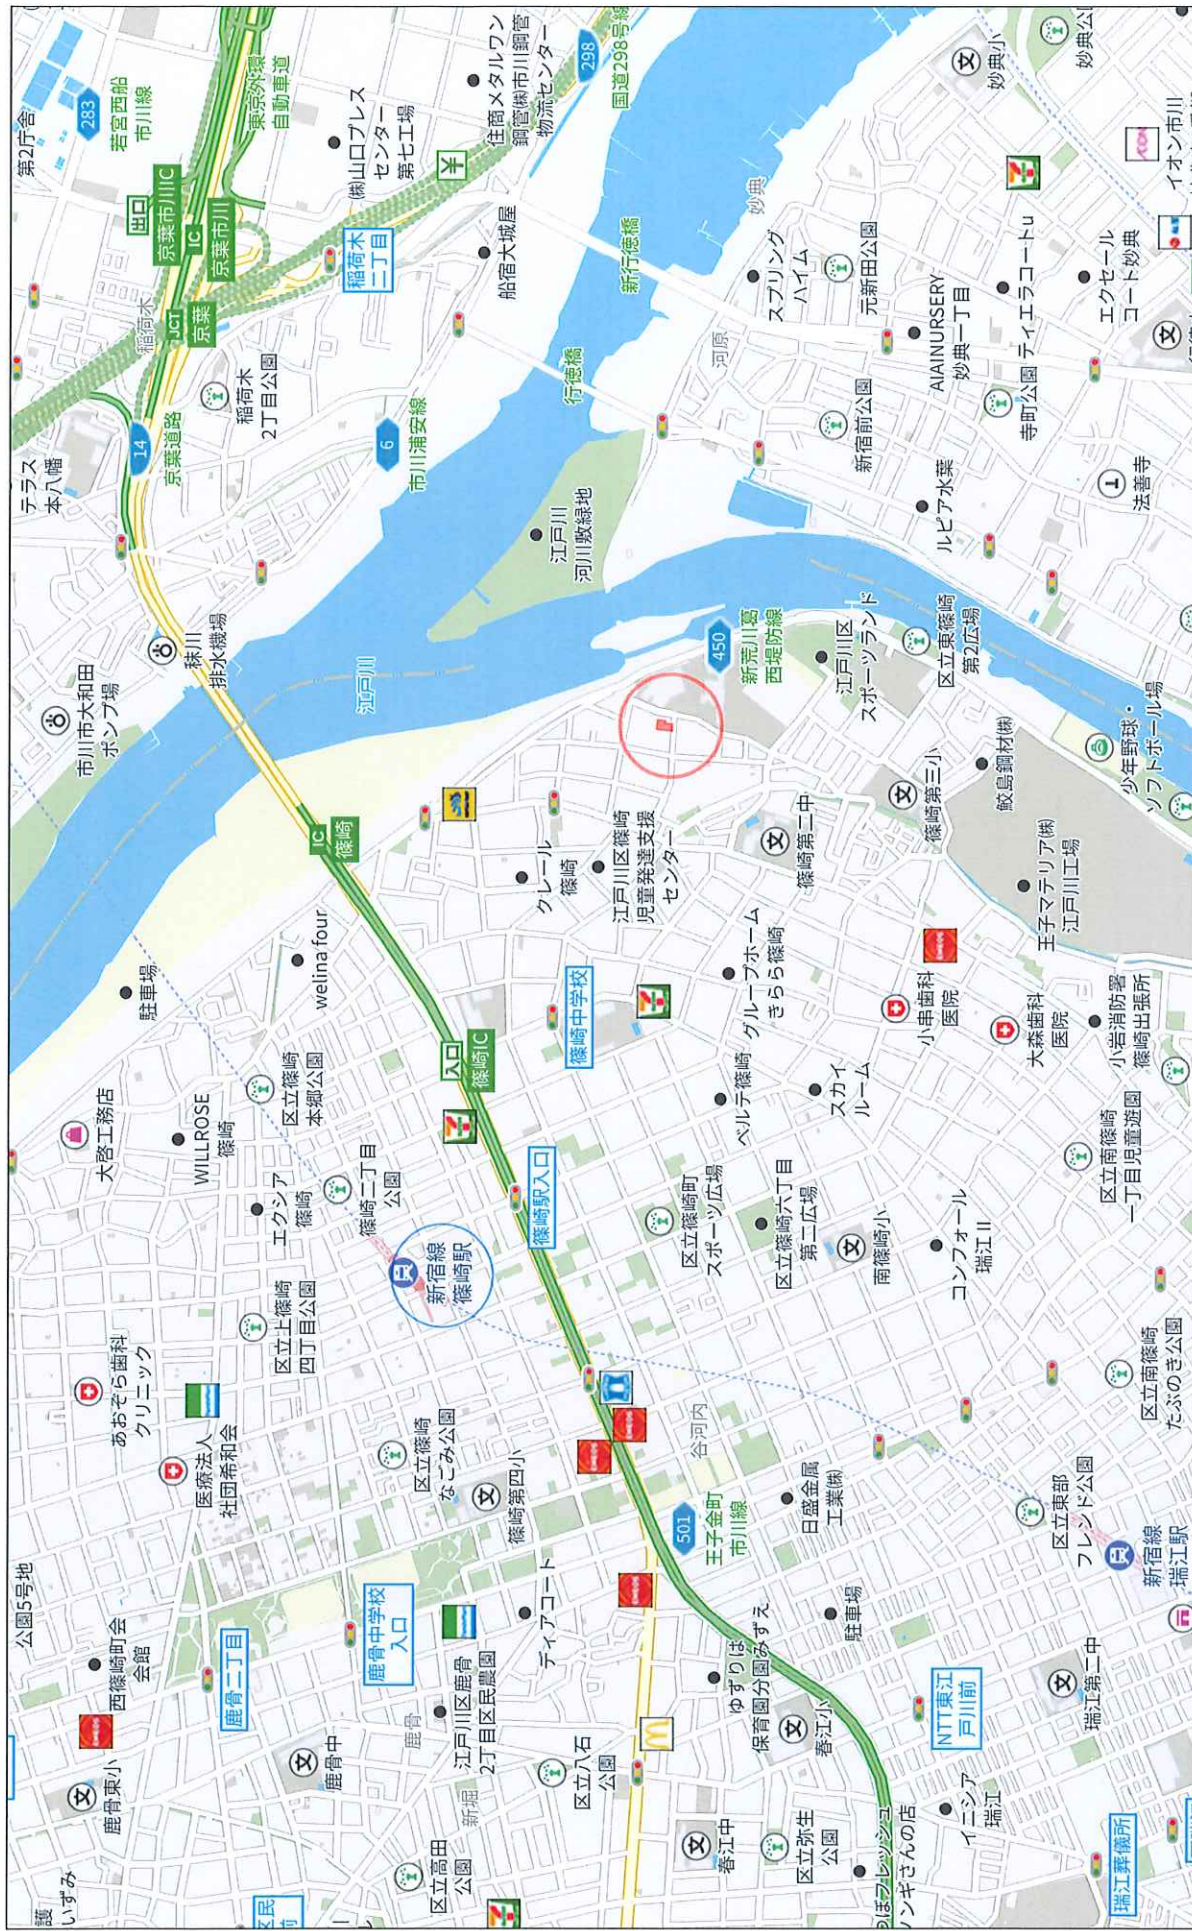 公園5号地
西篠崎町会
会館
鹿骨東小
護
いずみ
あおぞら歯科
クリニック
医療法人
社団希和会
鹿骨二丁目
鹿骨中
区立上篠崎
四丁目公園
区立篠崎
なごみ公園
篠崎第四小
鹿骨中学校
入口
江戸川区鹿骨
2丁目区民農園
鹿骨
新堀
区立高田
公園
区立八石
公園
ディアコート
大啓工務店
WILLROSE
篠崎
エクシア
篠崎
篠崎二丁目
公園
新宿線
篠崎駅
区立篠崎
本郷公園
駐車場
welina four
入口
篠崎IC
篠崎駅入口
IC
篠崎
市川市大和田
ポンプ場
秣川
排水機場
江戸川
テラス
本八幡
14
京葉道路
稲荷木
2丁目公園
稲荷木
JCT
京葉
出口
京葉市川IC
IC
京葉市川
第2庁舎
283
若宮西船
市川線
東京外環
自動車道
(株)山口プレス
センター
第七工場
住商メタルワン
鋼管(株)市川鋼管
物流センター
298
国道298号線
稲荷木
二丁目
船宿大城屋
6
市川浦安線
行徳橋
新行徳橋
江戸川
河川敷緑地
クレール
篠崎
江戸川区篠崎
児童発達支援
センター
篠崎中学校
グループホーム
きらら篠崎
篠崎第二中
450
新荒川葛
西堤防線
江戸川区
スポーツランド
区立東篠崎
第2広場
篠崎第三小
鮫島鋼材(株)
王子マテリア(株)
江戸川工場
少年野球・
ソフトボール場
ENEOS
小串歯科
医院
大森歯科
医院
小岩消防署
篠崎出張所
ベルテ篠崎
スカイ
ルーム
区立篠崎町
スポーツ広場
区立篠崎六丁目
第二広場
南篠崎小
コンフォール
瑞江II
区立南篠崎
一丁目児童遊園
区立南篠崎
たぶのき公園
谷河内
ENEOS
ENEOS
501
王子金町
市川線
日盛金属
工業(株)
区立東部
フレンド公園
新宿線
瑞江駅
駐車場
ゆずりは
保育園分園みずえ
春江小
NTT東江
戸川前
瑞江第二中
イニシア
瑞江
春江中
区立弥生
公園
瑞江葬儀所
妙典
河原
スプリング
ハイム
元新田公園
新宿前公園
AIAINURSERY
妙典一丁目
ルピア水葉
寺町公園
ティエラコートu
エクセール
コート妙典
法善寺
妙典小
妙典公
AEON
イオン市川